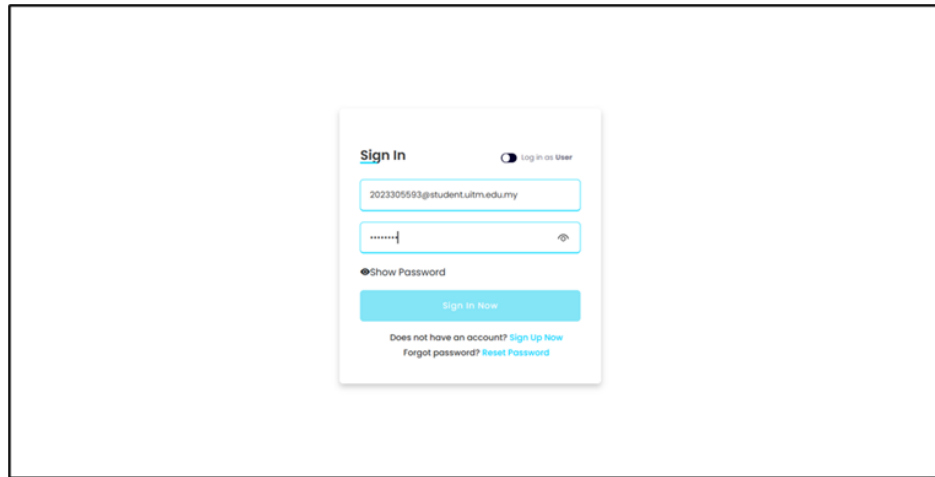 Sign In
Log in as User
2023305593@student.uitm.edu.my
••••••••
Show Password
Sign In Now
Does not have an account? Sign Up Now
Forgot password? Reset Password